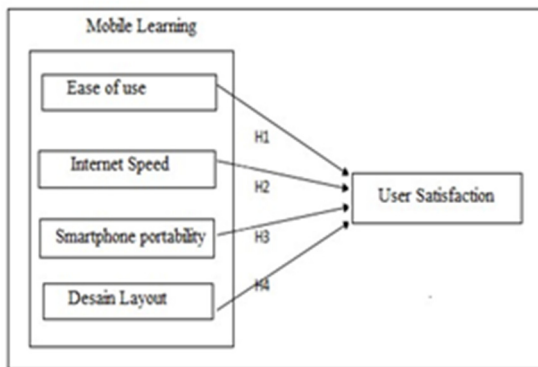 Mobile Learning
Ease of use
H1
Internet Speed
H2
User Satisfaction
Smartphone portability
H3
Desain Layout
H4